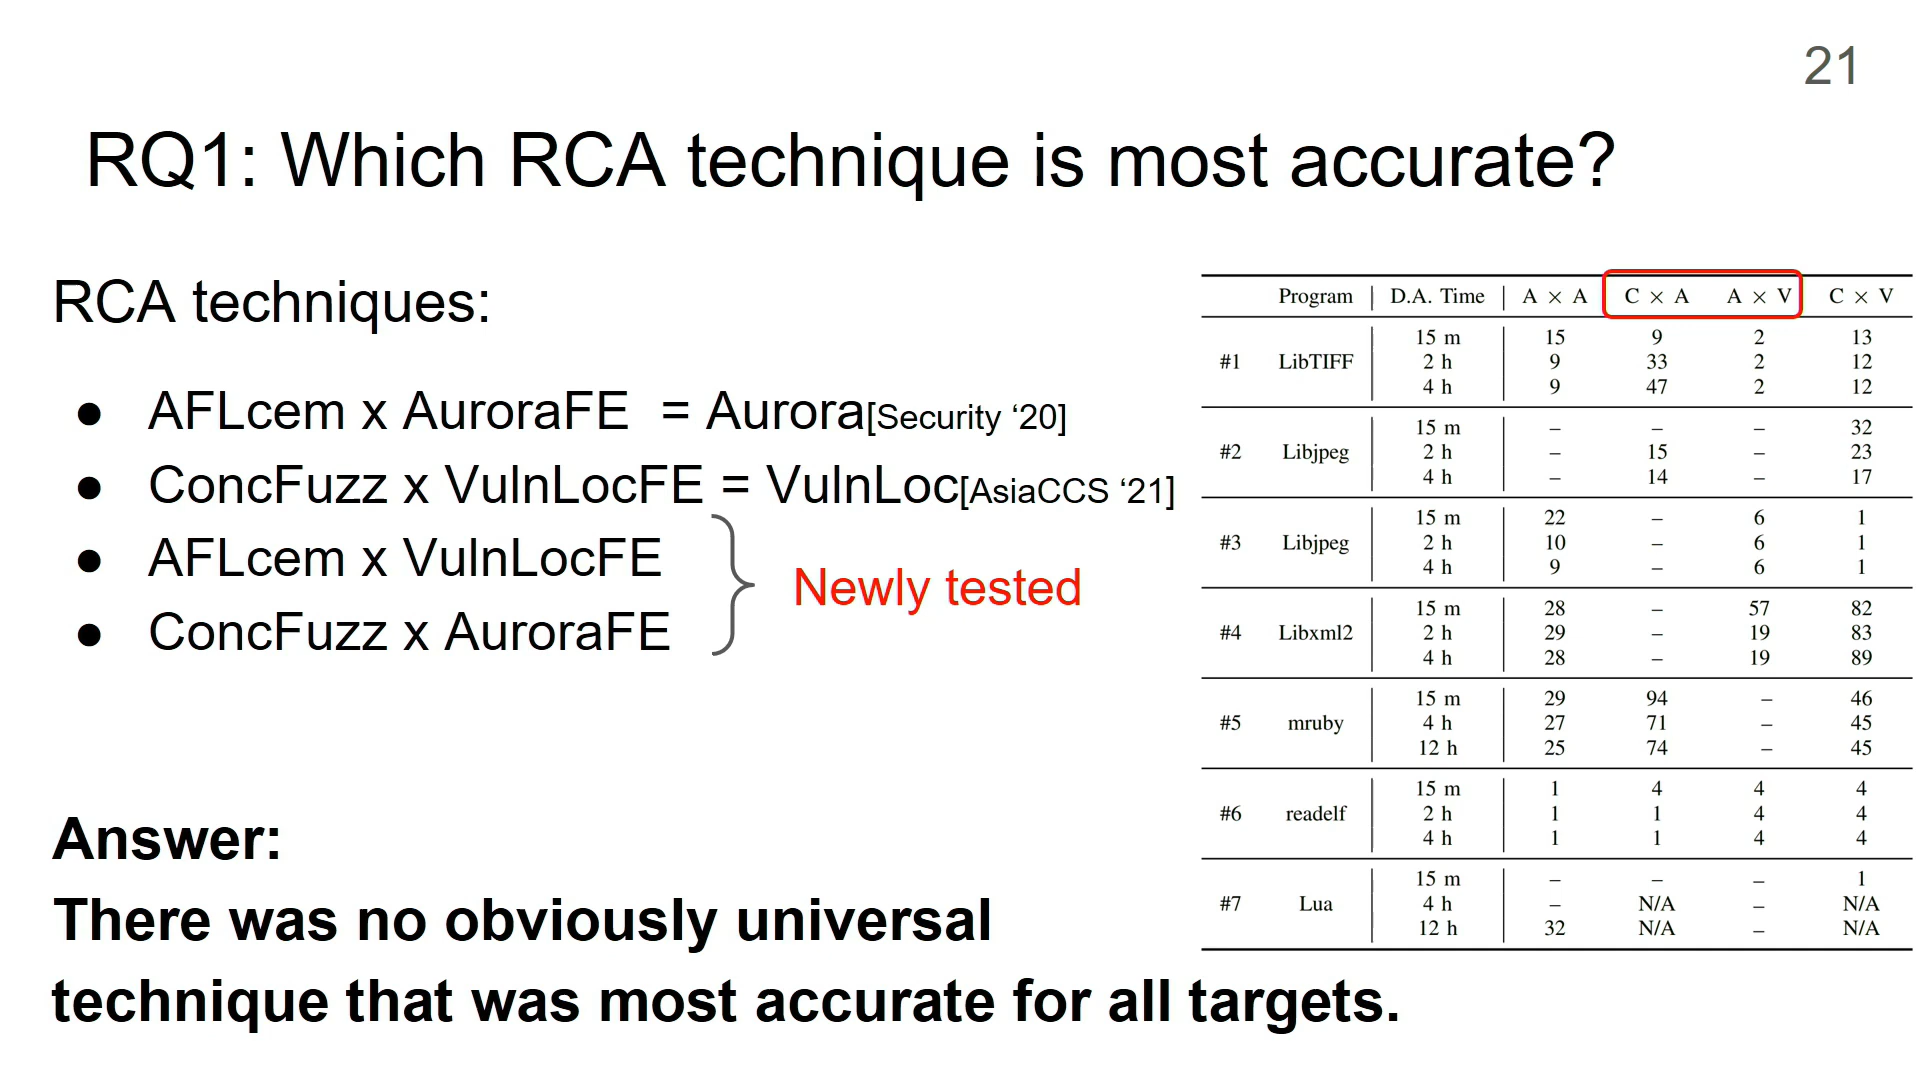 21
RQ1: Which RCA technique is most accurate?
RCA techniques:
● AFLcem x AuroraFE = Aurora[Security ‘20]
● ConcFuzz x VulnLocFE = VulnLoc[AsiaCCS ‘21]
● AFLcem x VulnLocFE
● ConcFuzz x AuroraFE
Newly tested
Answer:
There was no obviously universal
technique that was most accurate for all targets.
Program D.A. Time A × A C × A A × V C × V
15 m 15 9 2 13
#1 LibTIFF 2 h 9 33 2 12
4 h 9 47 2 12
15 m – – – 32
#2 Libjpeg 2 h – 15 – 23
4 h – 14 – 17
15 m 22 – 6 1
#3 Libjpeg 2 h 10 – 6 1
4 h 9 – 6 1
15 m 28 – 57 82
#4 Libxml2 2 h 29 – 19 83
4 h 28 – 19 89
15 m 29 94 – 46
#5 mruby 4 h 27 71 – 45
12 h 25 74 – 45
15 m 1 4 4 4
#6 readelf 2 h 1 1 4 4
4 h 1 1 4 4
15 m – – – 1
#7 Lua 4 h – N/A – N/A
12 h 32 N/A – N/A